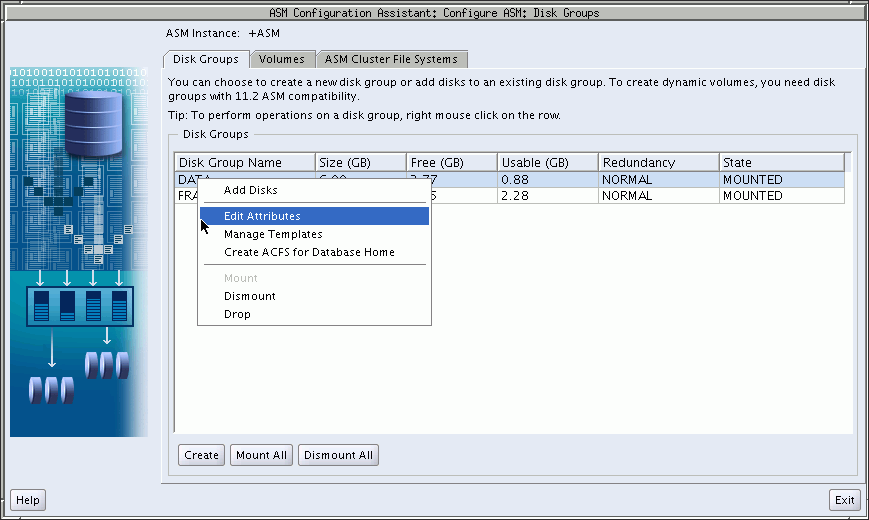 ASM Configuration Assistant: Configure ASM: Disk Groups
ASM Instance: +ASM
Disk Groups Volumes ASM Cluster File Systems
You can choose to create a new disk group or add disks to an existing disk group. To create dynamic volumes, you need disk
groups with 11.2 ASM compatibility.
Tip: To perform operations on a disk group, right mouse click on the row.
Disk Groups
Disk Group Name Size (GB) Free (GB) Usable (GB) Redundancy State
DATA 0.88 NORMAL MOUNTED
FRA 2.28 NORMAL MOUNTED
Add Disks
Edit Attributes
Manage Templates
Create ACFS for Database Home
Mount
Dismount
Drop
Create Mount All Dismount All
Help Exit